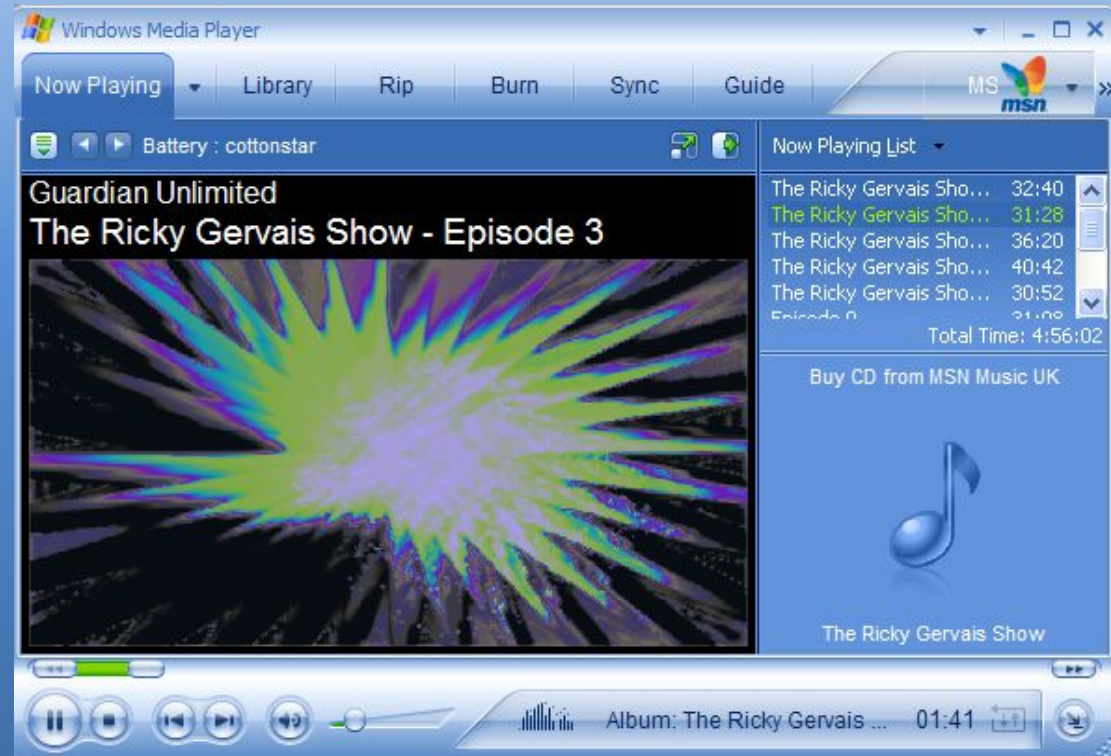 Windows Media Player
Now Playing Library Rip Burn Sync Guide MS msn
Battery : cottonstar
Guardian Unlimited
The Ricky Gervais Show - Episode 3
Now Playing List
The Ricky Gervais Sho... 32:40
The Ricky Gervais Sho... 31:28
The Ricky Gervais Sho... 36:20
The Ricky Gervais Sho... 40:42
The Ricky Gervais Sho... 30:52
Total Time: 4:56:02
Buy CD from MSN Music UK
The Ricky Gervais Show
Album: The Ricky Gervais ... 01:41